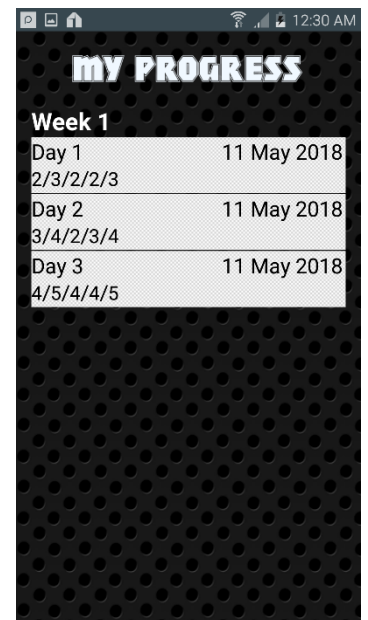 12:30 AM
MY PROGRESS
Week 1
Day 1 11 May 2018
2/3/2/2/3
Day 2 11 May 2018
3/4/2/3/4
Day 3 11 May 2018
4/5/4/4/5